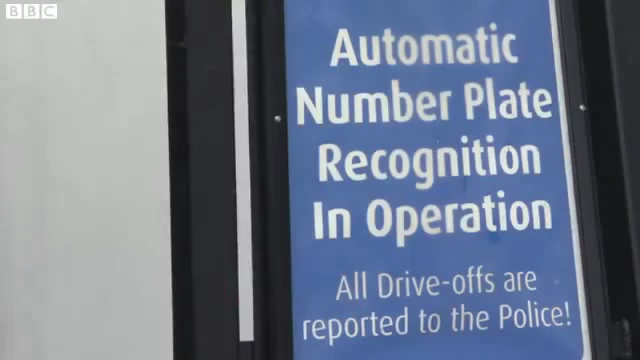 BBC
Automatic
Number Plate
Recognition
In Operation
All Drive-offs are
reported to the Police!